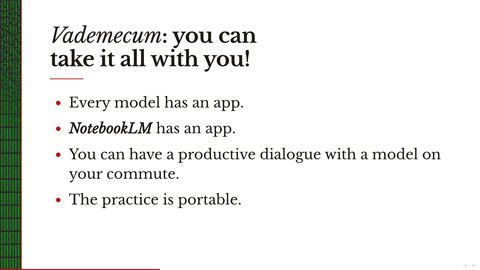 Vademecum: you can
take it all with you!
• Every model has an app.
• NotebookLM has an app.
• You can have a productive dialogue with a model on
your commute.
• The practice is portable.